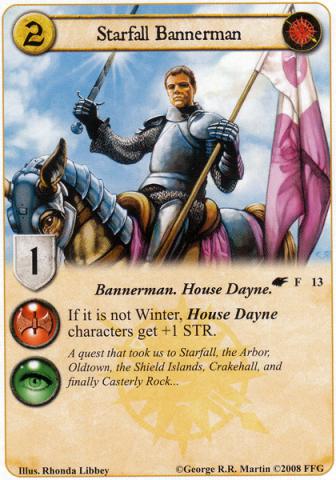 2
Starfall Bannerman
1
Bannerman. House Dayne.
F 13
If it is not Winter, House Dayne
characters get +1 STR.
A quest that took us to Starfall, the Arbor,
Oldtown, the Shield Islands, Crakehall, and
finally Casterly Rock...
Illus. Rhonda Libbey
©George R.R. Martin ©2008 FFG